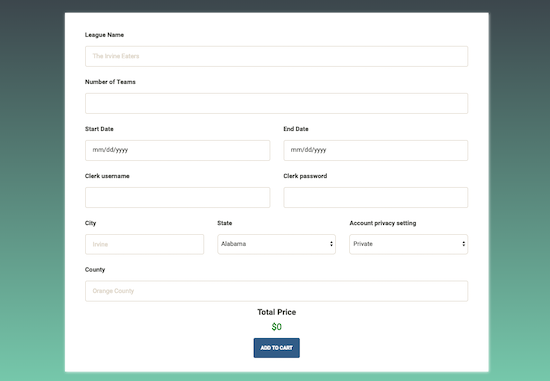 League Name
The Irvine Eaters
Number of Teams
Start Date End Date
mm/dd/yyyy mm/dd/yyyy
Clerk username Clerk password
City State Account privacy setting
Irvine Alabama Private
County
Orange County
Total Price
$0
ADD TO CART